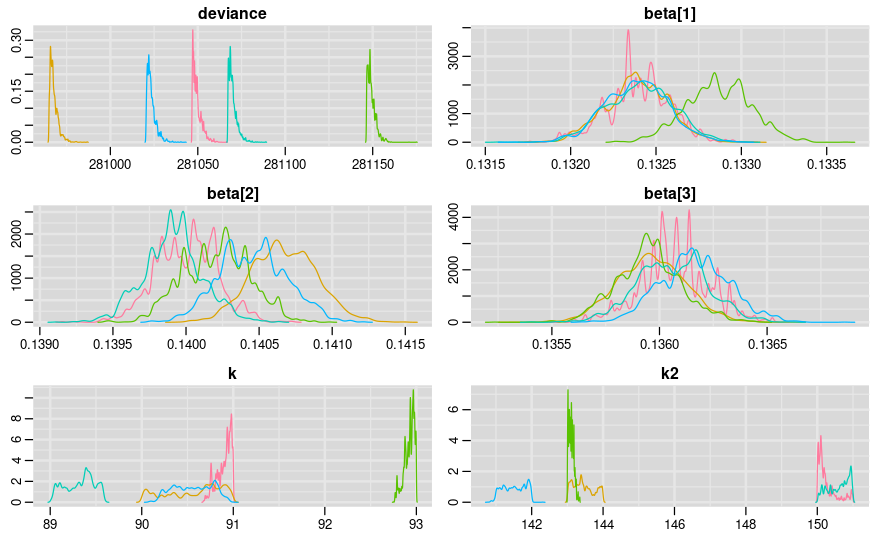 deviance
beta[1]
0.00 0.15 0.30
0 1000 3000
281000 281050 281100 281150
0.1315 0.1320 0.1325 0.1330 0.1335
beta[2]
beta[3]
0 1000 2000
0 2000 4000
0.1390 0.1395 0.1400 0.1405 0.1410 0.1415
0.1355 0.1360 0.1365
k
k2
0 2 4 6 8
0 2 4 6
89 90 91 92 93
142 144 146 148 150